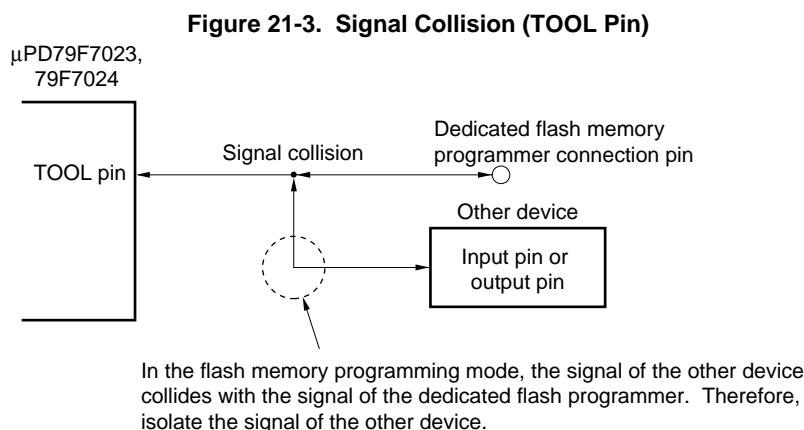 Figure 21-3.  Signal Collision (TOOL Pin)
μPD79F7023,
79F7024
TOOL pin
Signal collision
Dedicated flash memory
programmer connection pin
Other device
Input pin or
output pin
In the flash memory programming mode, the signal of the other device
collides with the signal of the dedicated flash programmer.  Therefore,
isolate the signal of the other device.